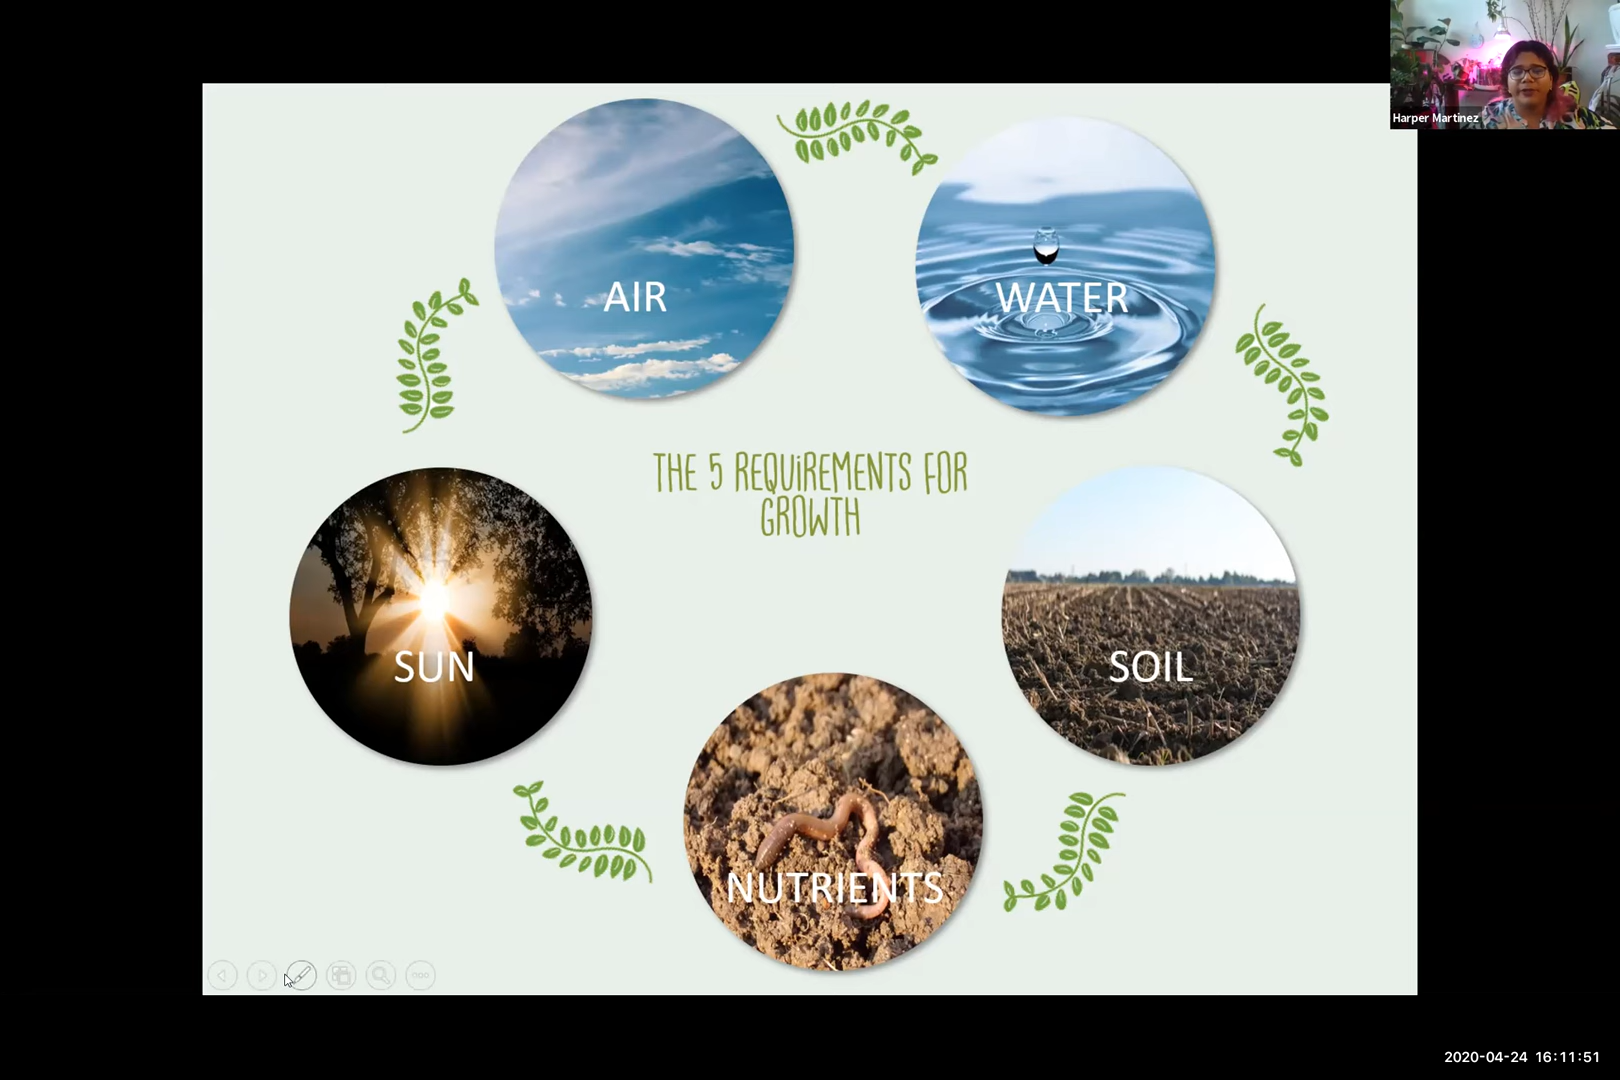 Harper Martinez
AIR
WATER
THE 5 REQUiREMENTS FOR
GROWTH
SUN
SOIL
NUTRIENTS
2020-04-24 16:11:51